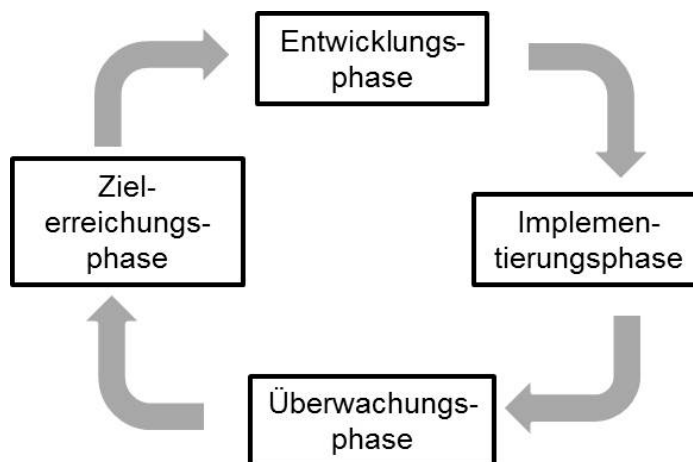 Entwicklungs-
phase
Ziel-
erreichungs-
phase
Implemen-
tierungsphase
Überwachungs-
phase